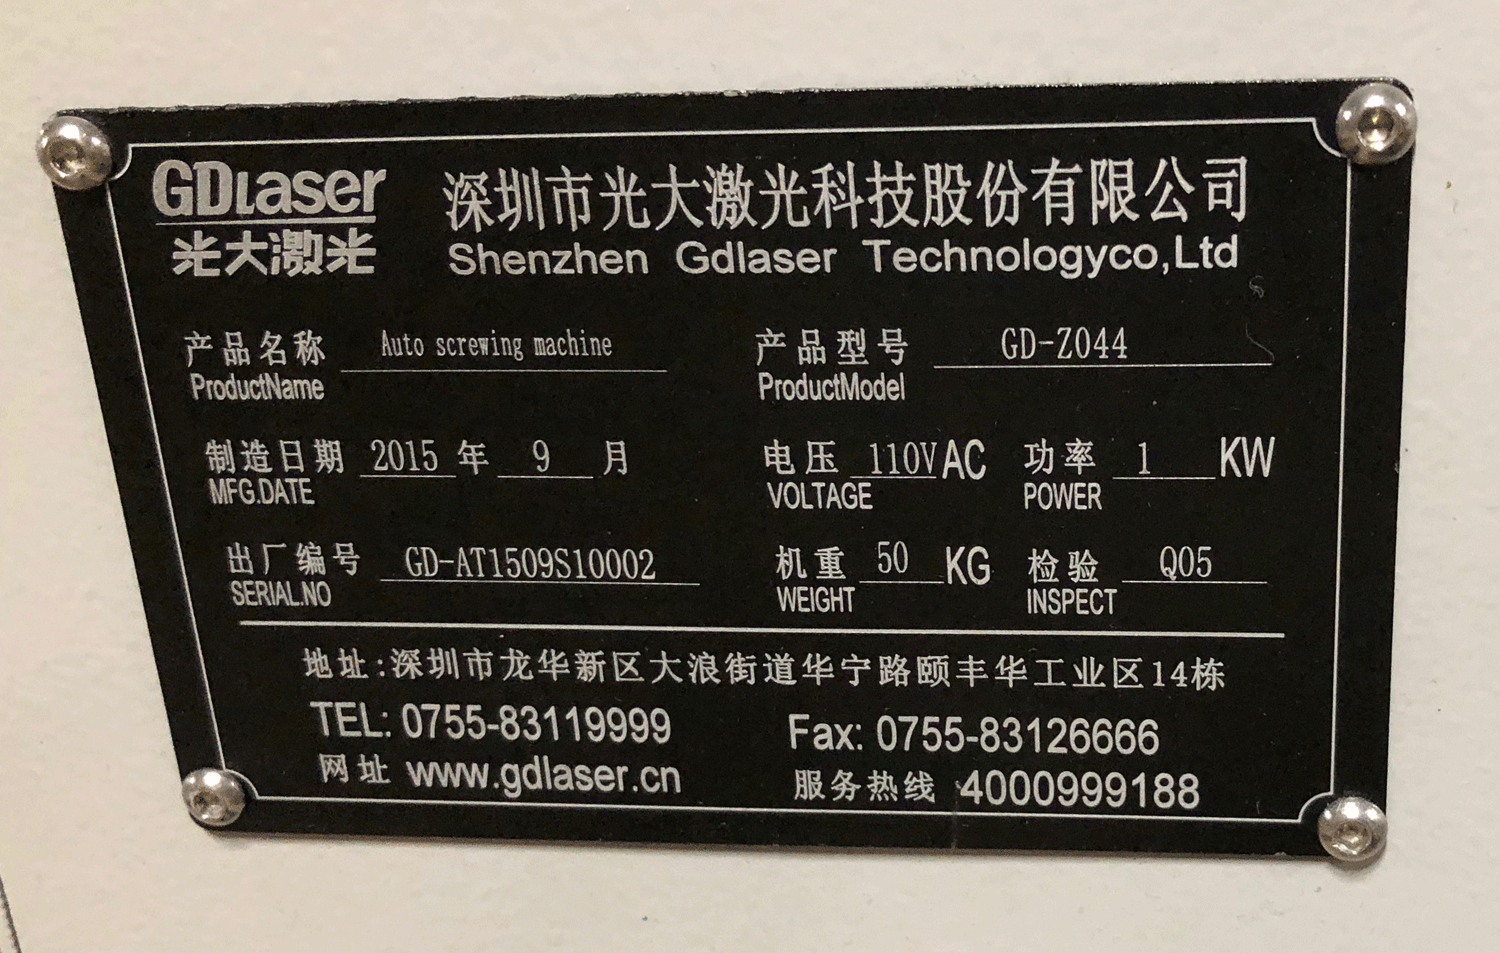 GDLaser
光大激光
深圳市光大激光科技股份有限公司
Shenzhen Gdlaser Technologyco,Ltd
产品名称 Auto screwing machine
ProductName
产品型号 GD-Z044
ProductModel
制造日期 2015 年 9 月
MFG.DATE
电压 110V AC 功率 1 KW
VOLTAGE POWER
出厂编号 GD-AT1509S10002
SERIAL.NO
机重 50 KG 检验 Q05
WEIGHT INSPECT
地址:深圳市龙华新区大浪街道华宁路颐丰华工业区14栋
TEL: 0755-83119999 Fax: 0755-83126666
网址 www.gdlaser.cn 服务热线 4000999188